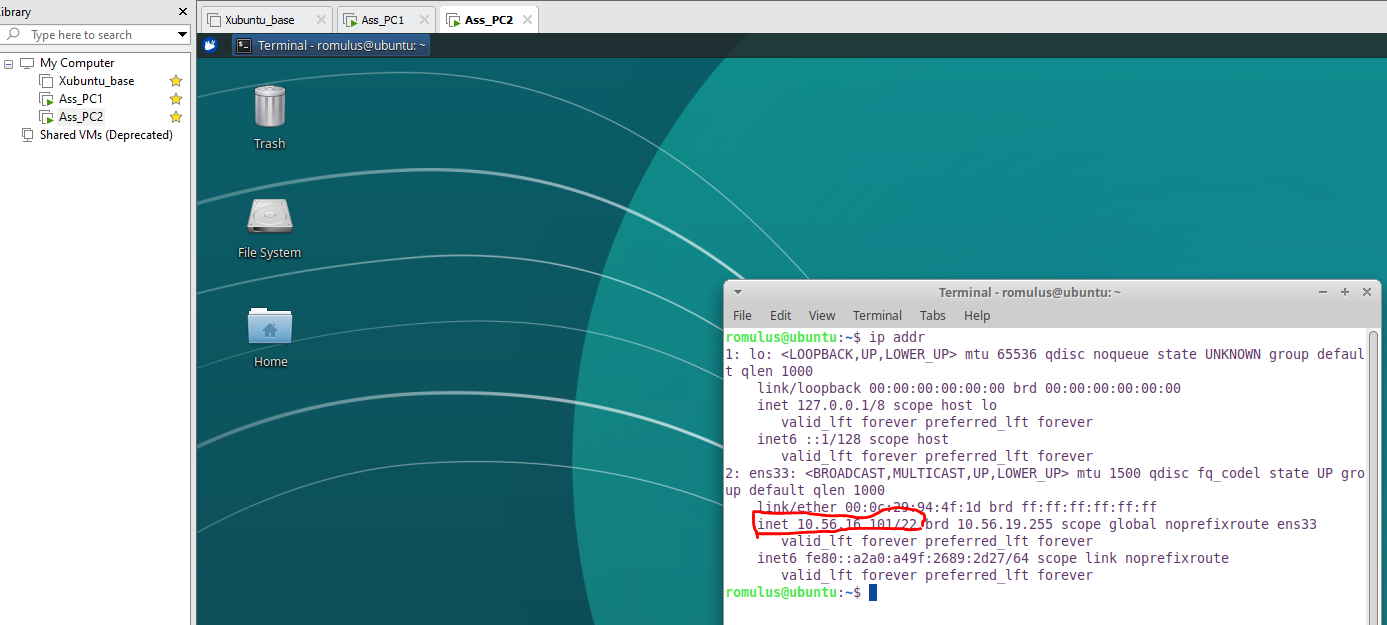 ibrary
Type here to search
My Computer
Xubuntu_base
Ass_PC1
Ass_PC2
Shared VMs (Deprecated)
Xubuntu_base
Ass_PC1
Ass_PC2
Terminal - romulus@ubuntu: ~
Trash
File System
Home
Terminal - romulus@ubuntu: ~
File Edit View Terminal Tabs Help
romulus@ubuntu:~$ ip addr
1: lo: <LOOPBACK,UP,LOWER_UP> mtu 65536 qdisc noqueue state UNKNOWN group defaul
t qlen 1000
link/loopback 00:00:00:00:00:00 brd 00:00:00:00:00:00
inet 127.0.0.1/8 scope host lo
valid_lft forever preferred_lft forever
inet6 ::1/128 scope host
valid_lft forever preferred_lft forever
2: ens33: <BROADCAST,MULTICAST,UP,LOWER_UP> mtu 1500 qdisc fq_codel state UP gro
up default qlen 1000
link/ether 00:0c:29:94:4f:1d brd ff:ff:ff:ff:ff:ff
inet 10.56.16.101/22 brd 10.56.19.255 scope global noprefixroute ens33
valid_lft forever preferred_lft forever
inet6 fe80::a2a0:a49f:2689:2d27/64 scope link noprefixroute
valid_lft forever preferred_lft forever
romulus@ubuntu:~$